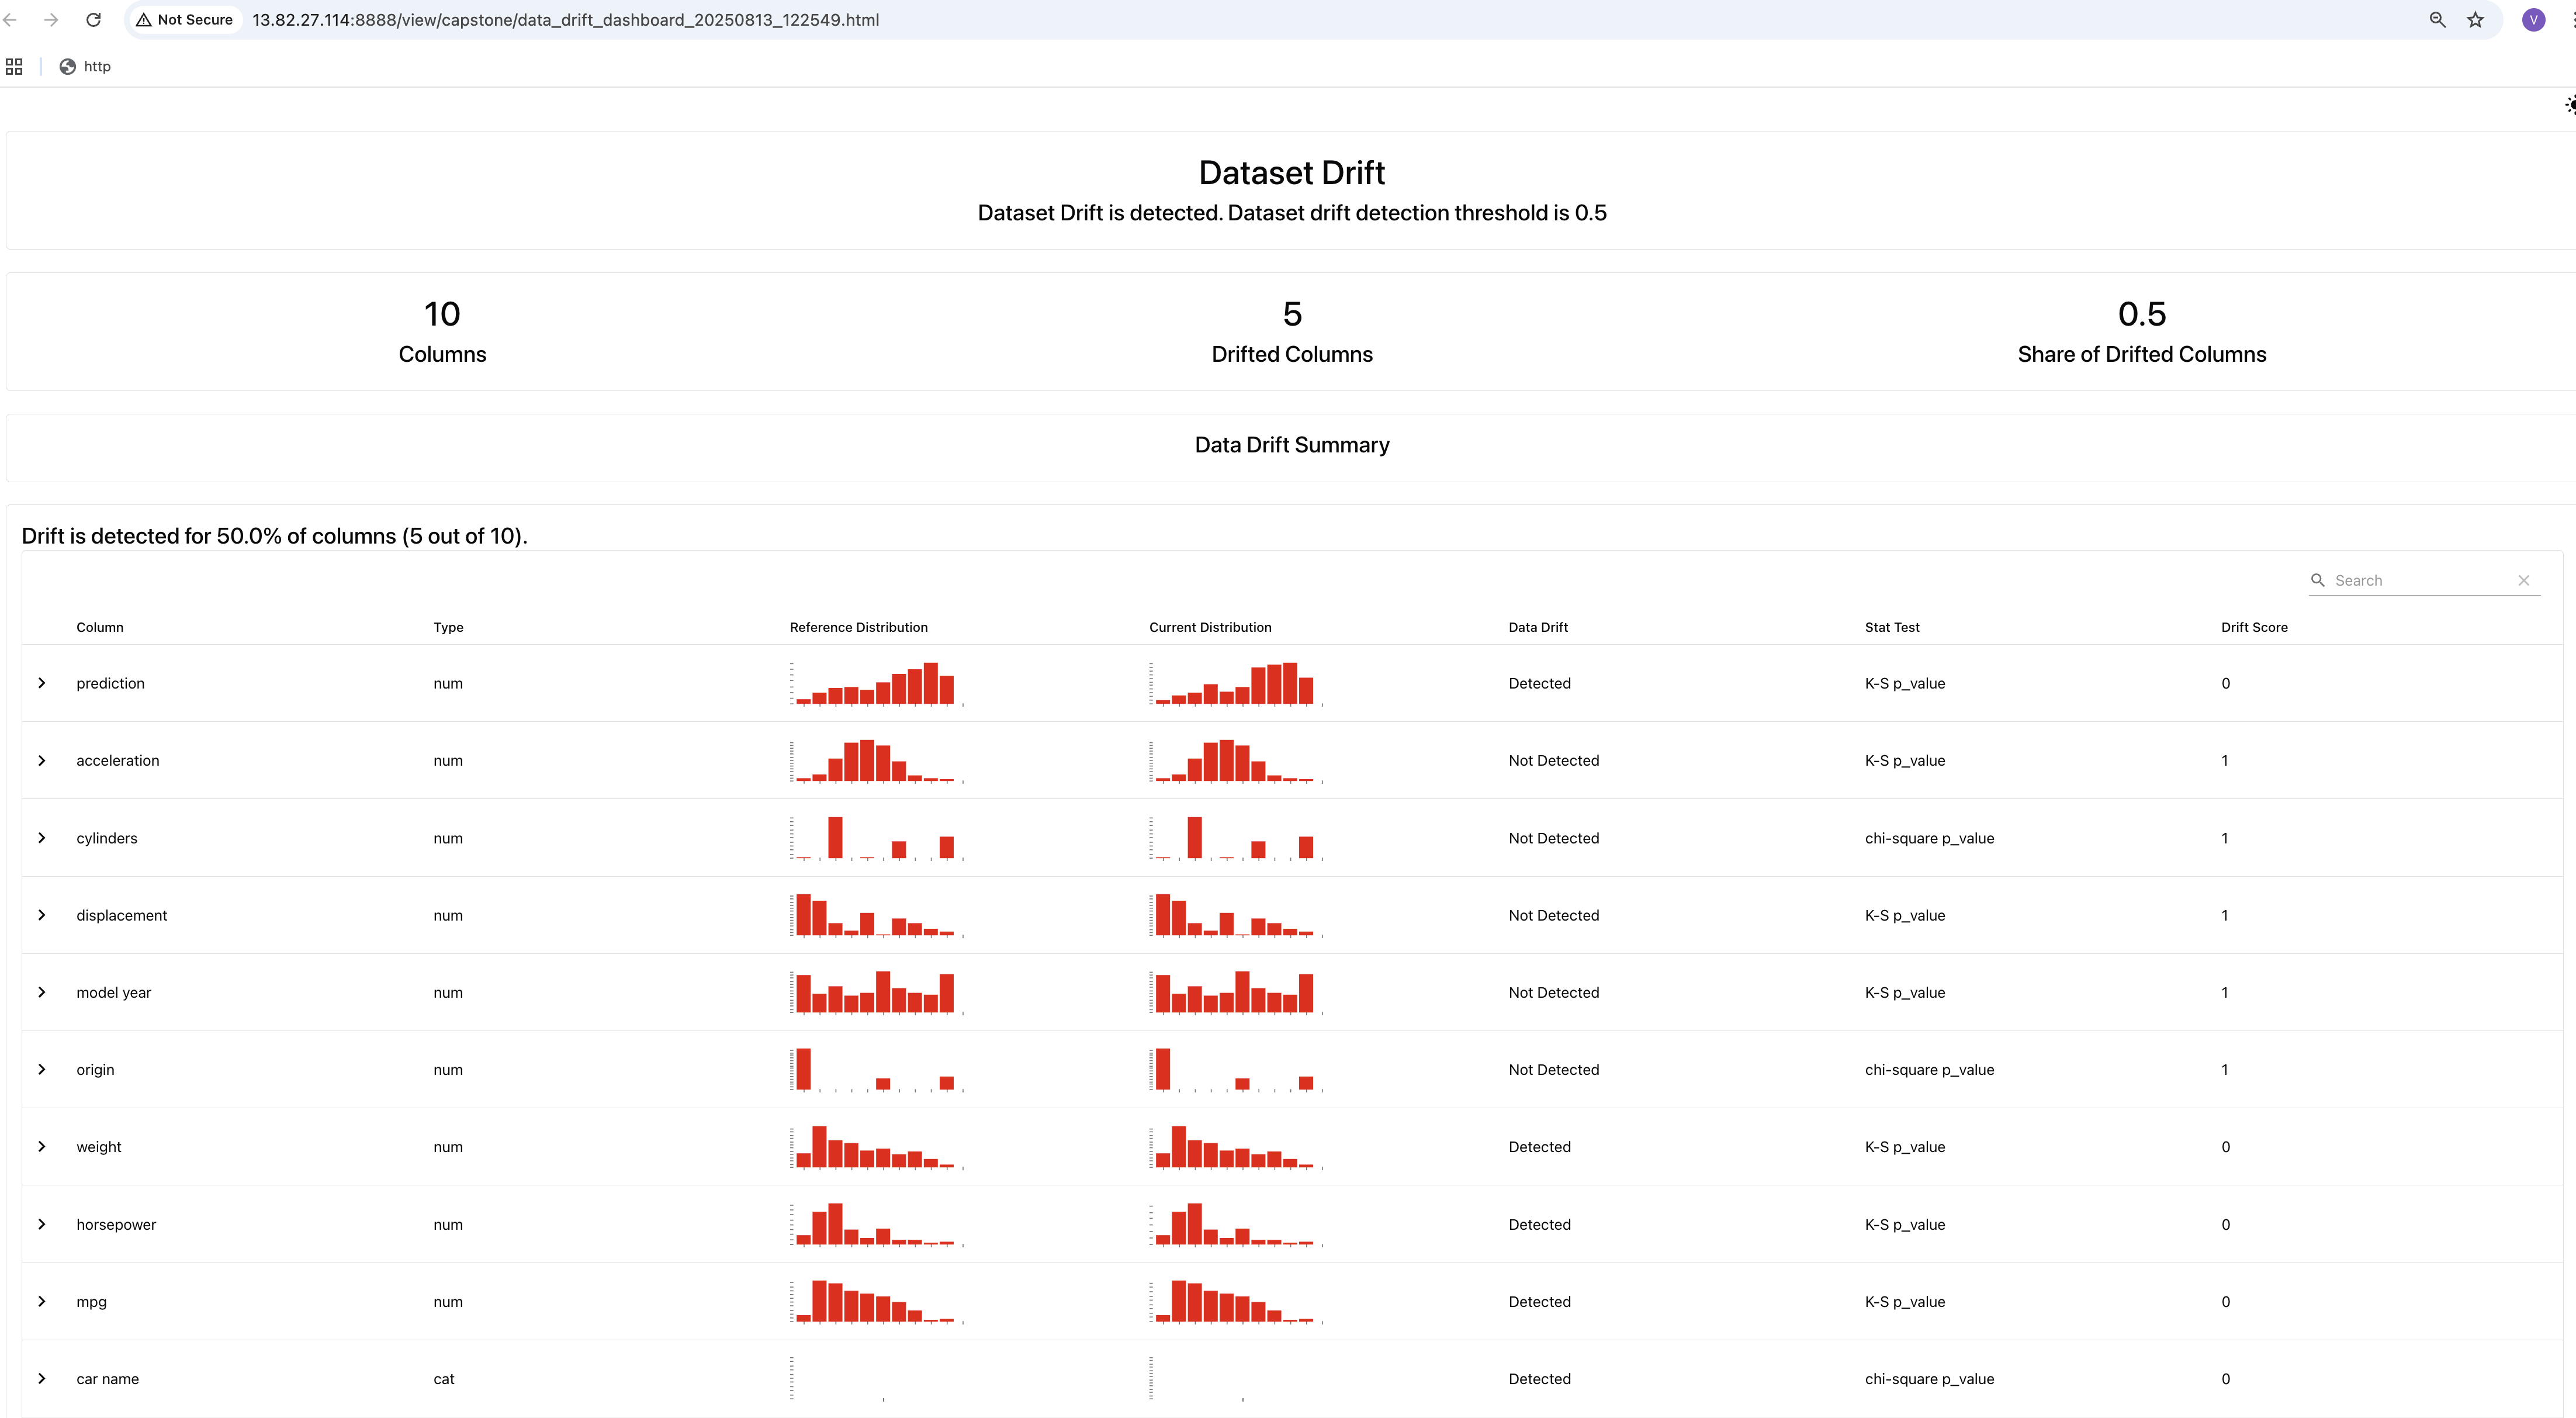 Not Secure 13.82.27.114:8888/view/capstone/data_drift_dashboard_20250813_122549.html V
http
Dataset Drift
Dataset Drift is detected. Dataset drift detection threshold is 0.5
10 5 0.5
Columns Drifted Columns Share of Drifted Columns
Data Drift Summary
Drift is detected for 50.0% of columns (5 out of 10).
Search
Column Type Reference Distribution Current Distribution Data Drift Stat Test Drift Score
prediction num Detected K-S p_value 0
acceleration num Not Detected K-S p_value 1
cylinders num Not Detected chi-square p_value 1
displacement num Not Detected K-S p_value 1
model year num Not Detected K-S p_value 1
origin num Not Detected chi-square p_value 1
weight num Detected K-S p_value 0
horsepower num Detected K-S p_value 0
mpg num Detected K-S p_value 0
car name cat Detected chi-square p_value 0